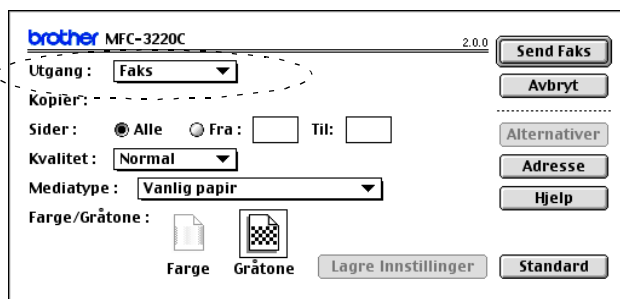 brother MFC-3220C 2.0.0
Send Faks
Utgang : Faks
Avbryt
Kopier :
Sider : Alle Fra : Til:
Alternativer
Kvalitet : Normal
Adresse
Mediatype : Vanlig papir
Hjelp
Farge/Gråtone :
Farge Gråtone Lagre Innstillinger Standard